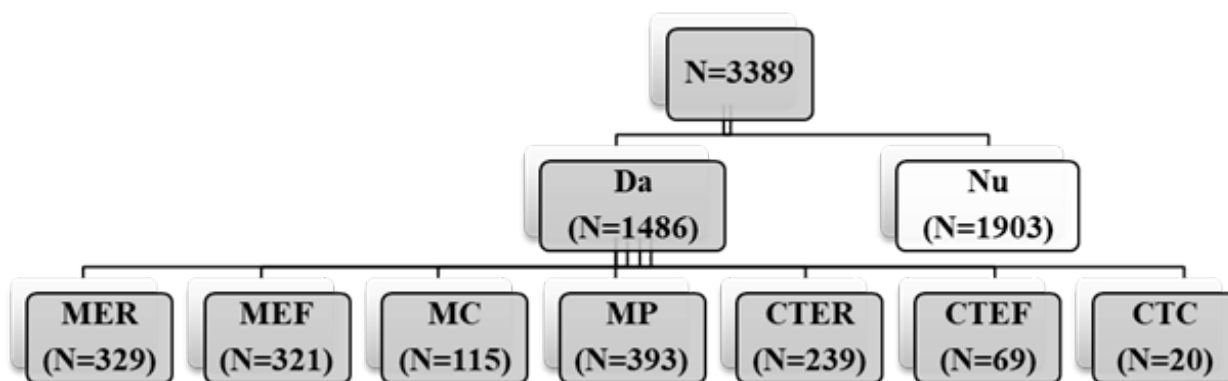 N=3389
Da
(N=1486)
Nu
(N=1903)
MER
(N=329)
MEF
(N=321)
MC
(N=115)
MP
(N=393)
CTER
(N=239)
CTEF
(N=69)
CTC
(N=20)